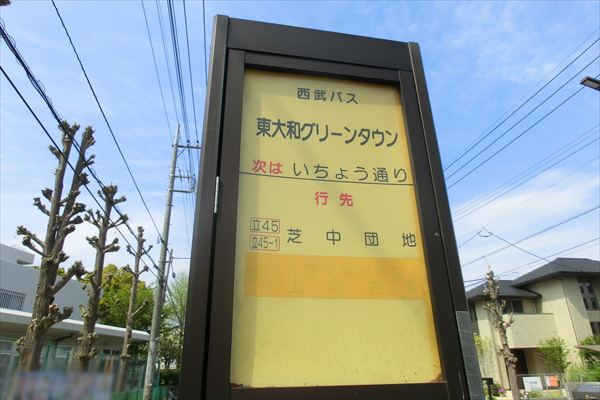 西武バス
東大和グリーンタウン
次は いちょう通り
行先
立45
立45-1
芝中団地